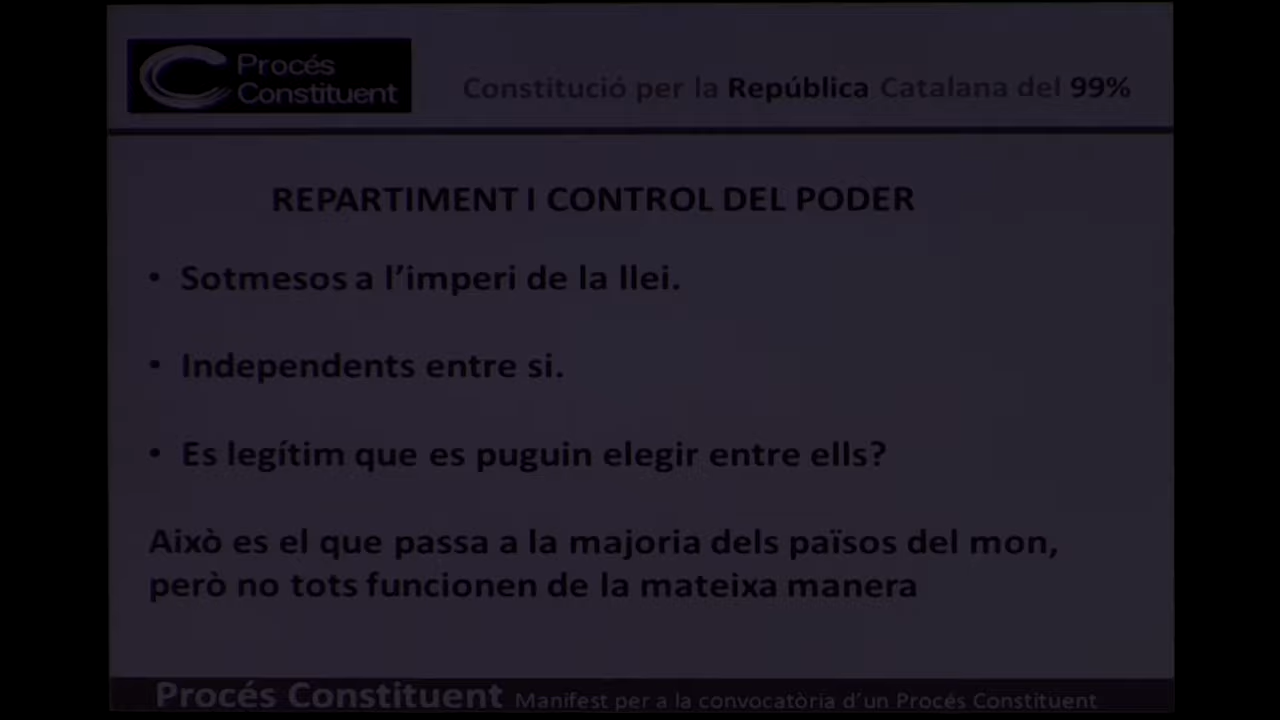 Procés
Constituent
Constitució per la República Catalana del 99%
REPARTIMENT I CONTROL DEL PODER
• Sotmesos a l’imperi de la llei.
• Independents entre si.
• Es legítim que es puguin elegir entre ells?
Això es el que passa a la majoria dels països del mon,
però no tots funcionen de la mateixa manera
Procés Constituent Manifest per a la convocatòria d’un Procés Constituent